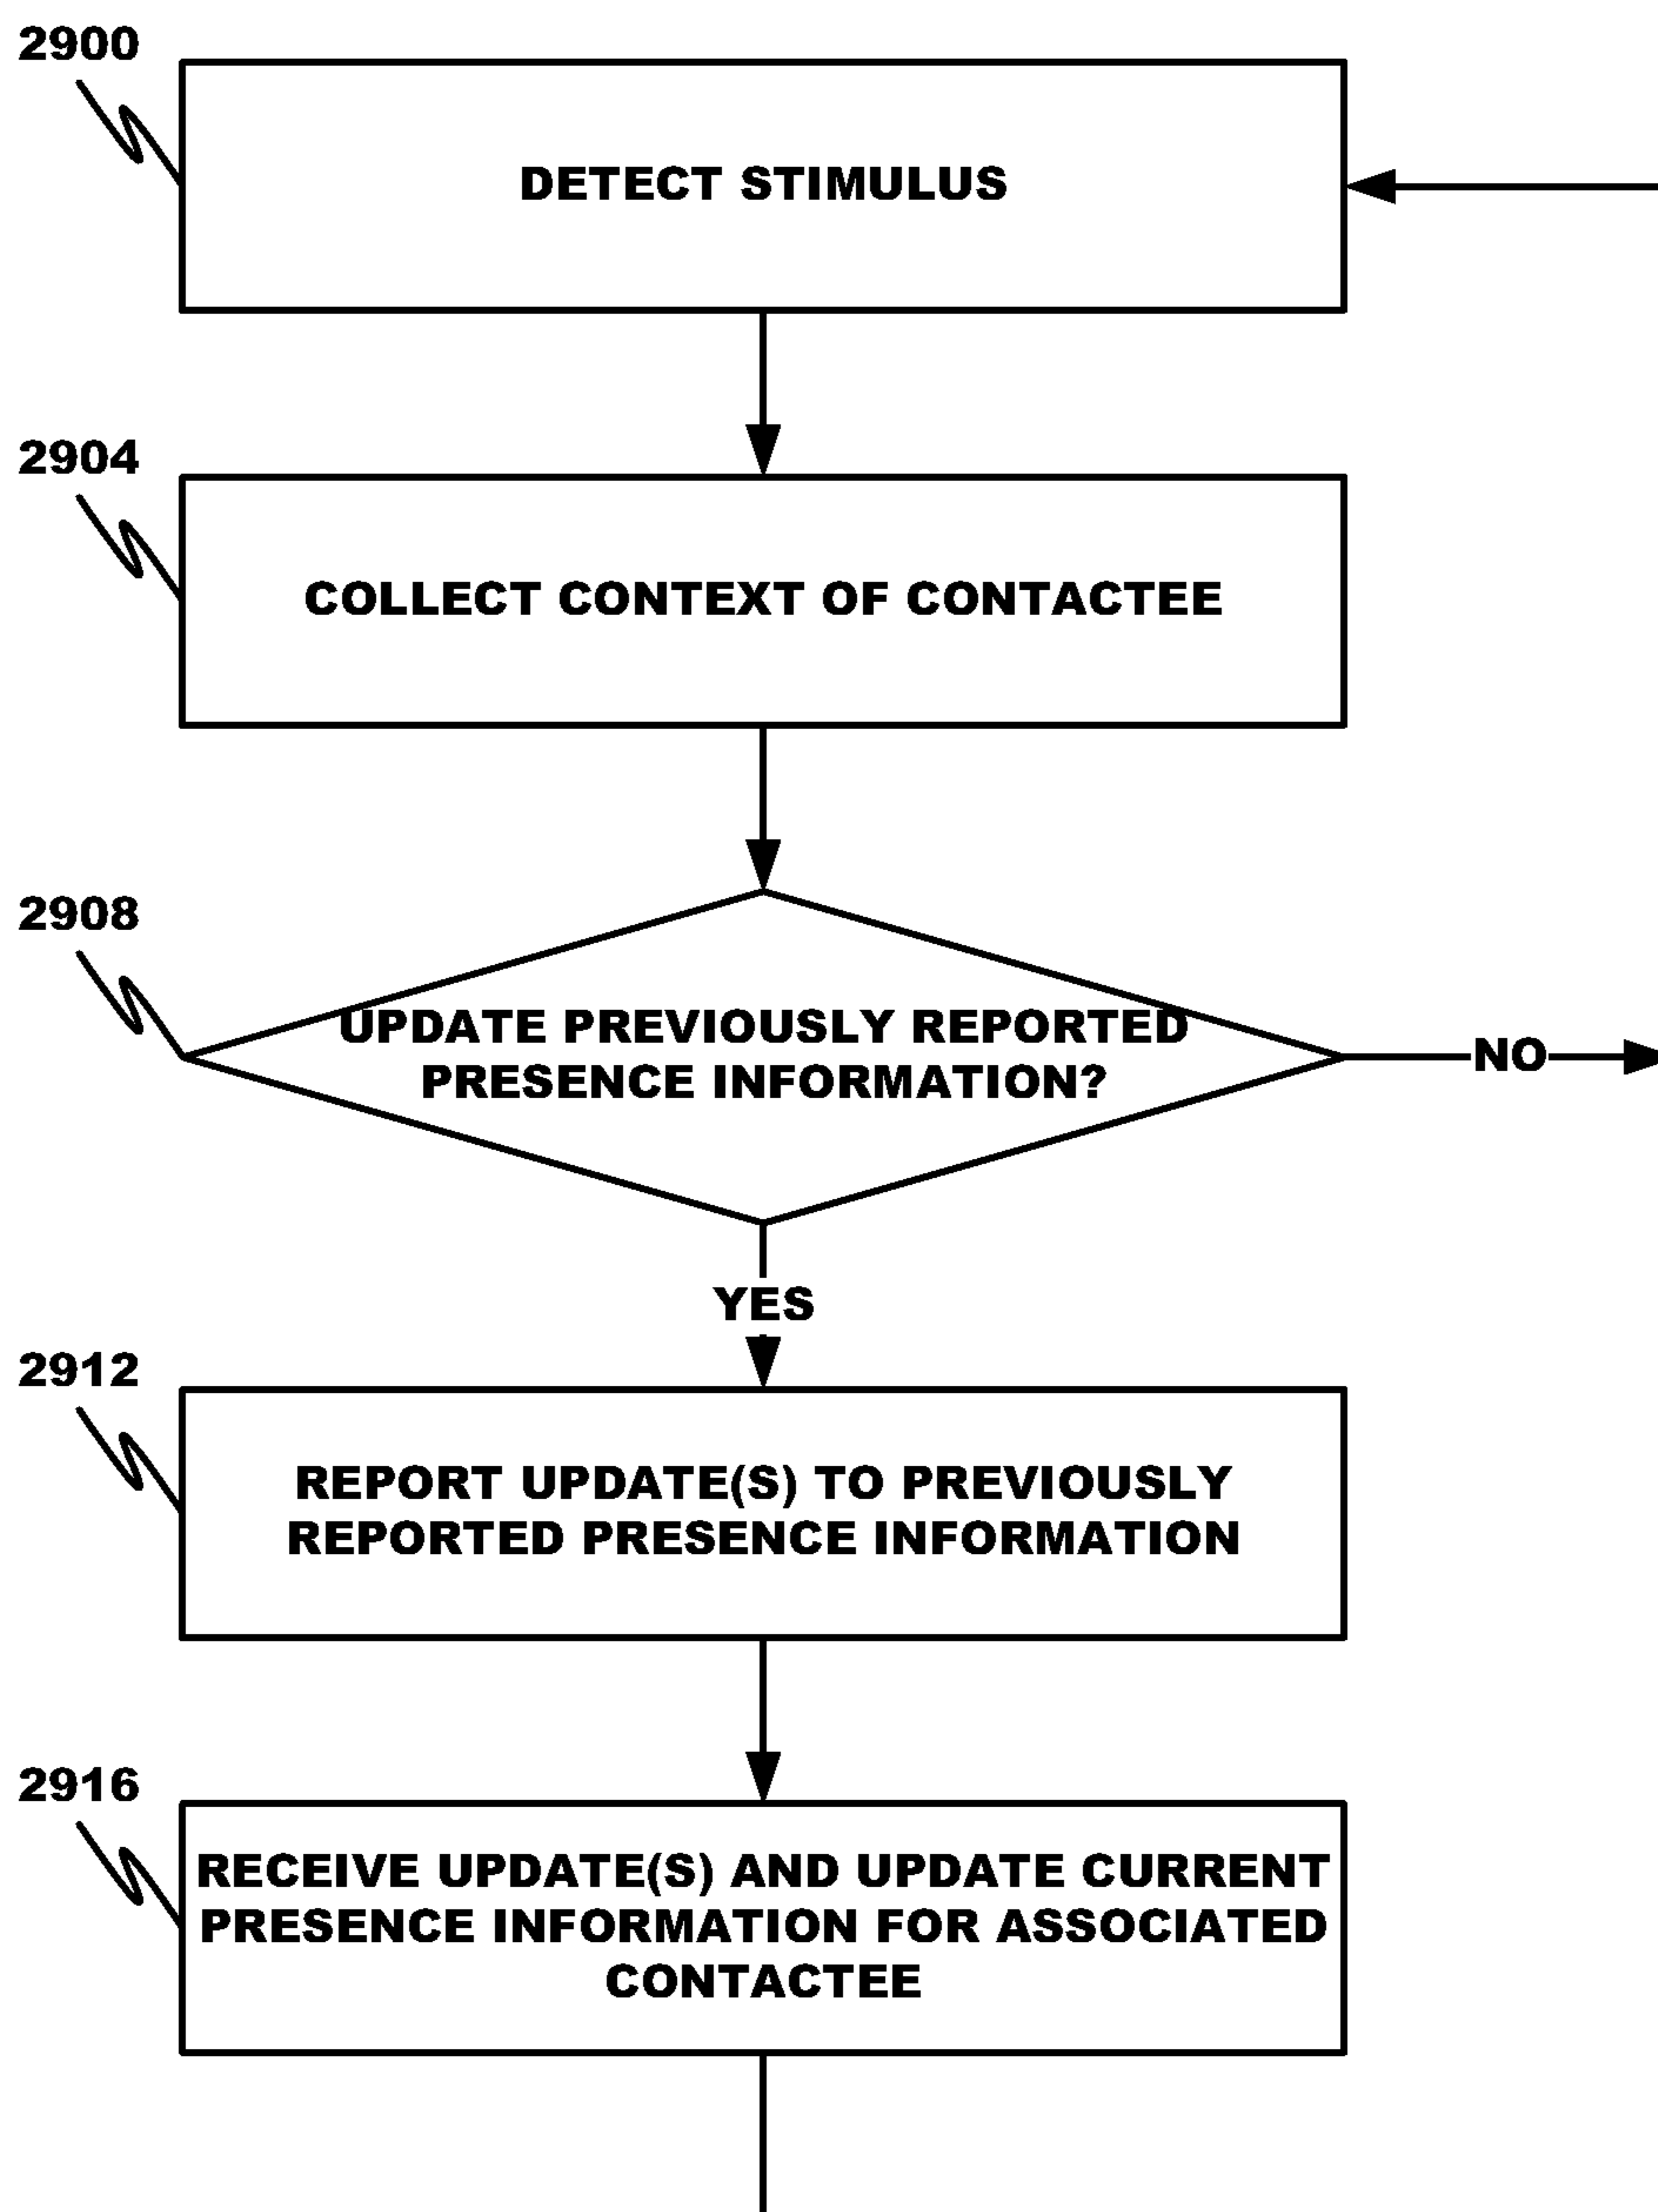 2900
DETECT STIMULUS
2904
COLLECT CONTEXT OF CONTACTEE
2908
UPDATE PREVIOUSLY REPORTED
PRESENCE INFORMATION?
NO
YES
2912
REPORT UPDATE(S) TO PREVIOUSLY
REPORTED PRESENCE INFORMATION
2916
RECEIVE UPDATE(S) AND UPDATE CURRENT
PRESENCE INFORMATION FOR ASSOCIATED
CONTACTEE